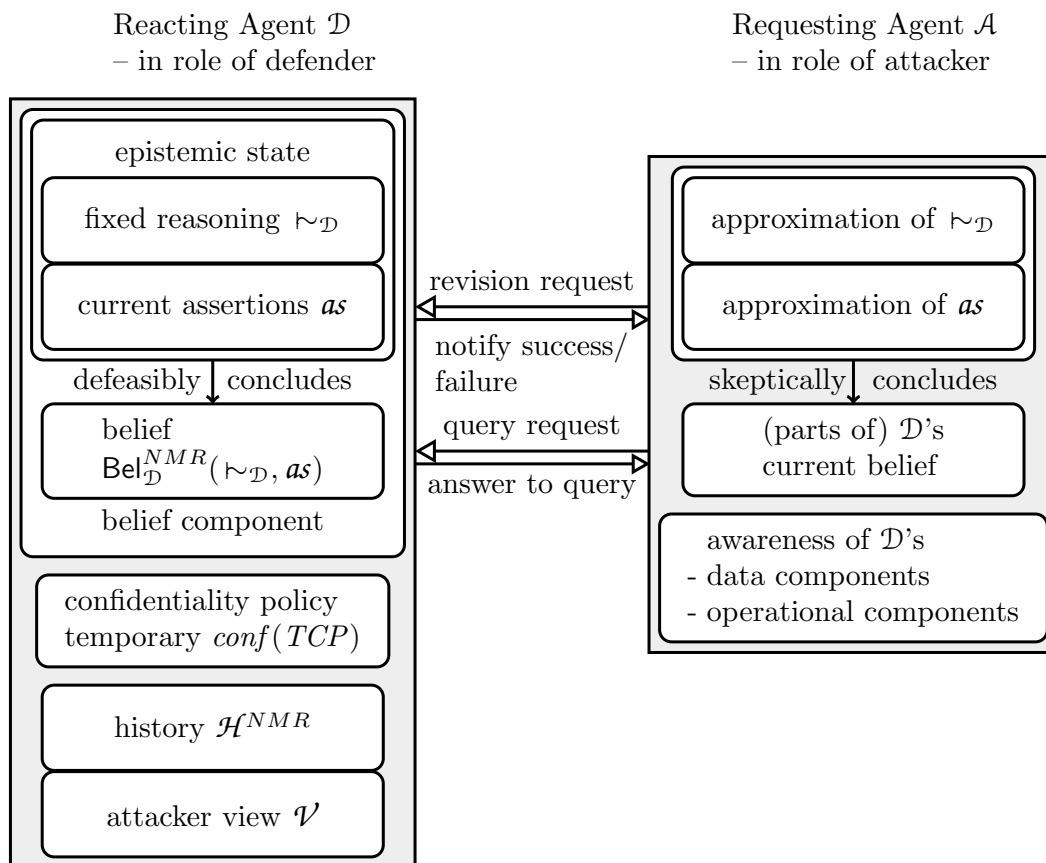 Reacting Agent 𝒟
– in role of defender
epistemic state
fixed reasoning |∼𝒟
current assertions as
defeasibly concludes
belief
Bel𝒟^NMR(|∼𝒟, as)
belief component
confidentiality policy
temporary conf(TCP)
history ℋ^NMR
attacker view 𝒱
revision request
notify success/
failure
query request
answer to query
Requesting Agent 𝒜
– in role of attacker
approximation of |∼𝒟
approximation of as
skeptically concludes
(parts of) 𝒟's
current belief
awareness of 𝒟's
- data components
- operational components